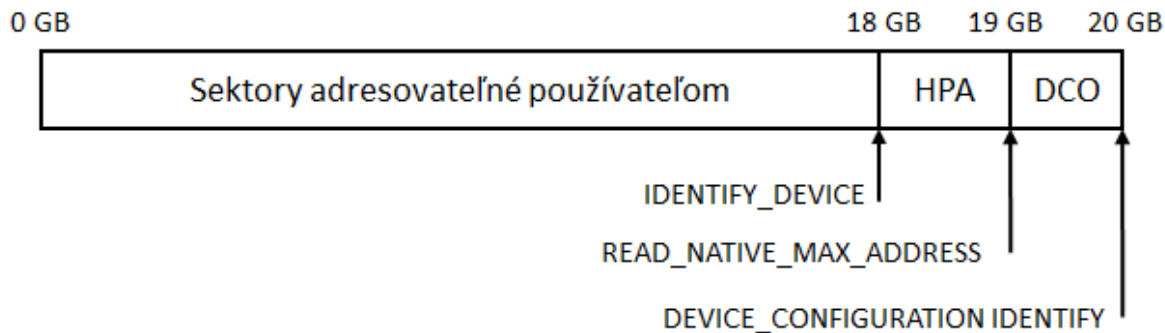 0 GB 18 GB 19 GB 20 GB
Sektory adresovateľné používateľom HPA DCO
IDENTIFY_DEVICE
READ_NATIVE_MAX_ADDRESS
DEVICE_CONFIGURATION IDENTIFY